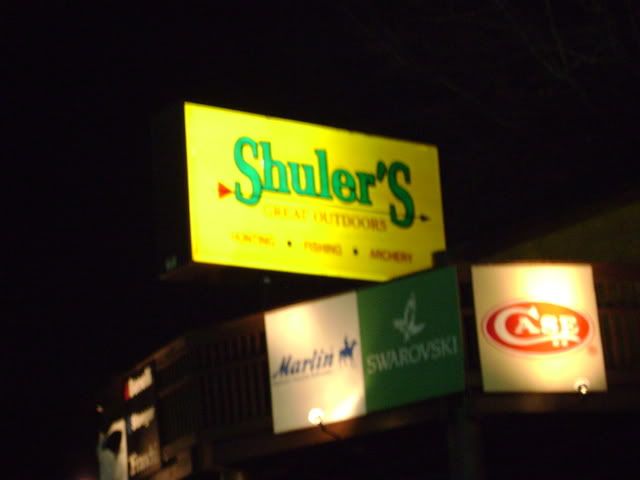 Shuler's
GREAT OUTDOORS
HUNTING • FISHING • ARCHERY
Marlin
SWAROVSKI
CASE